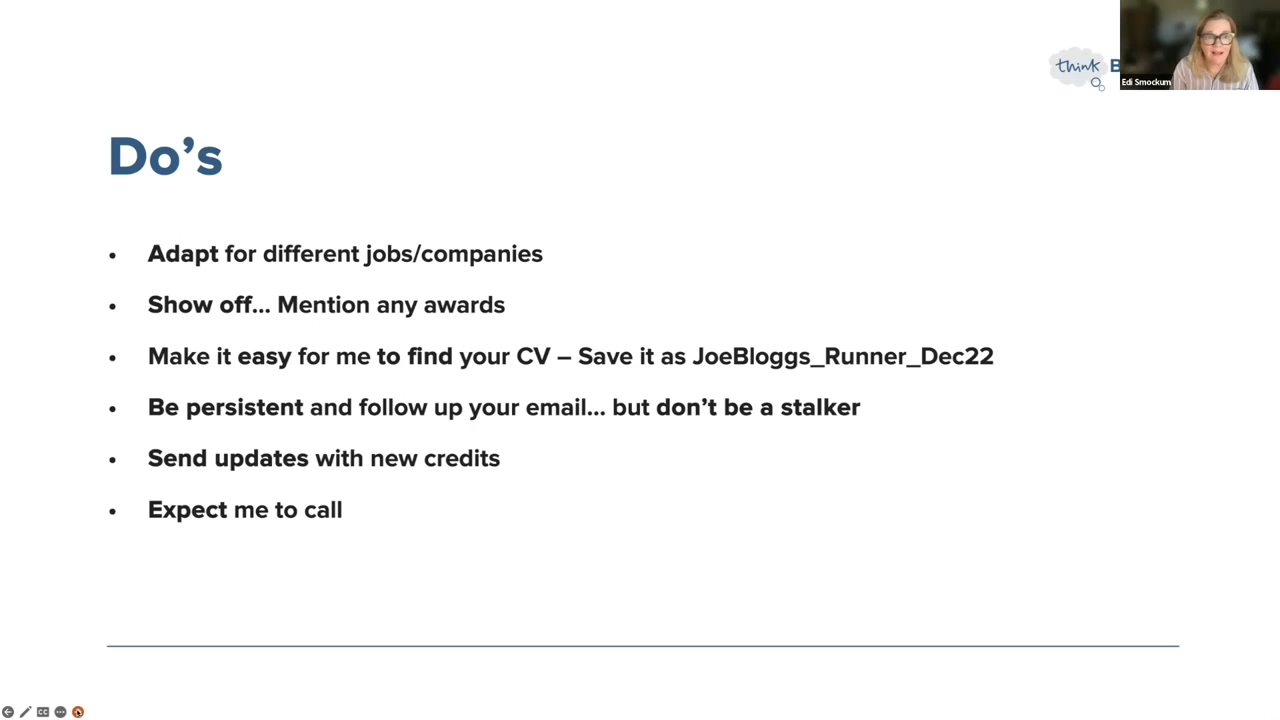 think B
Edi Smockum
Do’s
• Adapt for different jobs/companies
• Show off… Mention any awards
• Make it easy for me to find your CV – Save it as JoeBloggs_Runner_Dec22
• Be persistent and follow up your email… but don’t be a stalker
• Send updates with new credits
• Expect me to call
CC